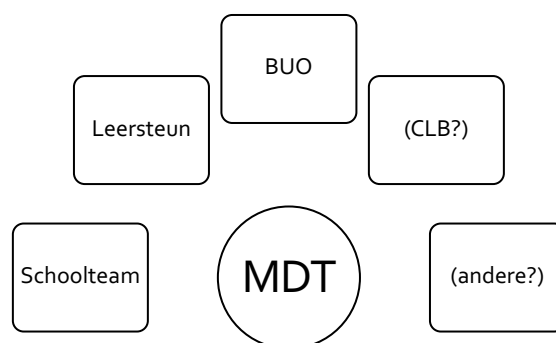 BUO
Leersteun
(CLB?)
Schoolteam
MDT
(andere?)